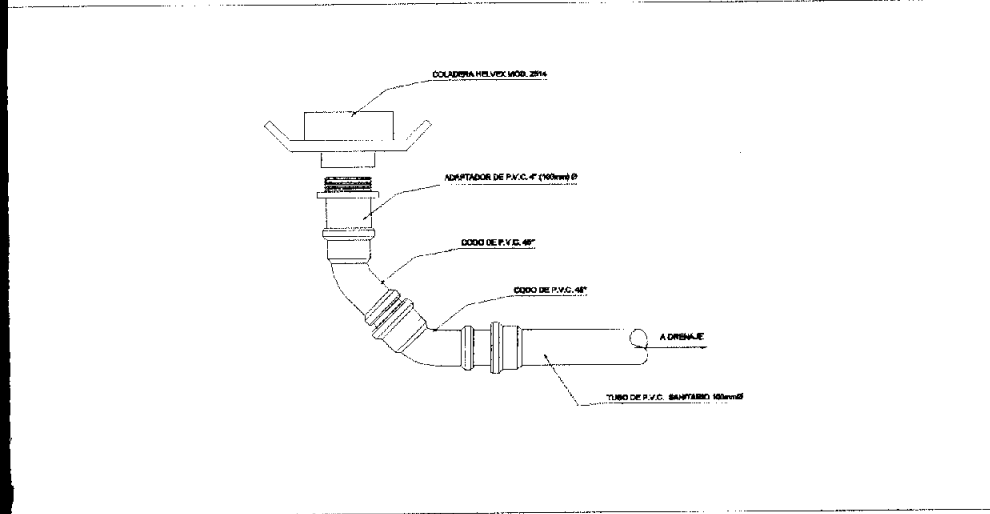 COLADERA HELVEX MOD. 2514
ADAPTADOR DE P.V.C. 4" (100mm) Ø
CODO DE P.V.C. 45°
CODO DE P.V.C. 45°
A DRENAJE
TUBO DE P.V.C. SANITARIO 100mmØ